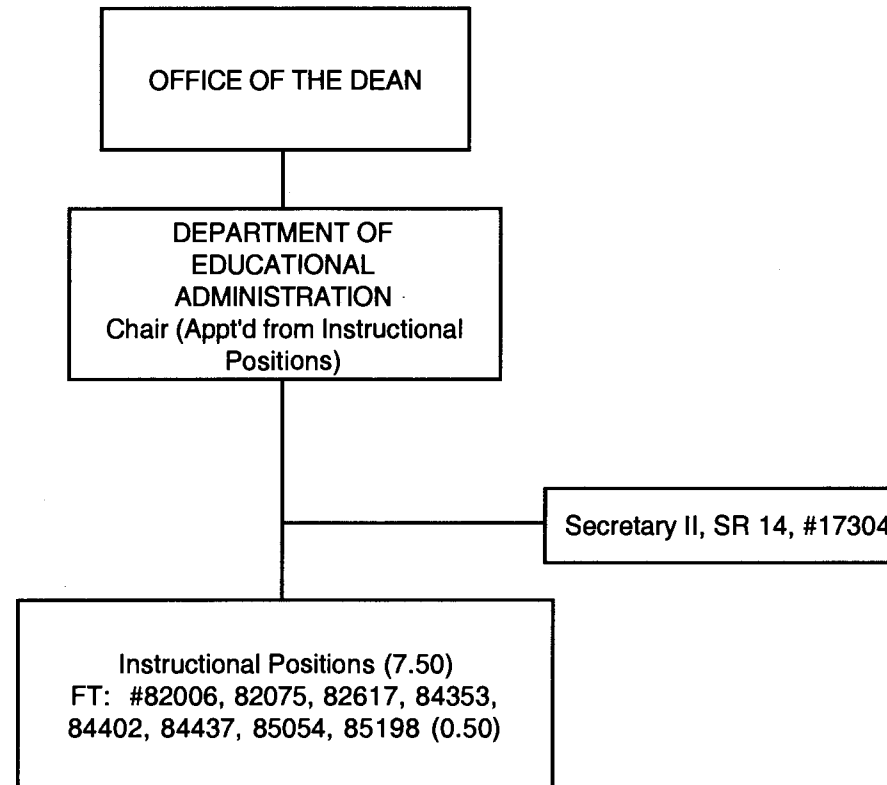 OFFICE OF THE DEAN
DEPARTMENT OF
EDUCATIONAL
ADMINISTRATION
Chair (Appt'd from Instructional
Positions)
Secretary II, SR 14, #17304
Instructional Positions (7.50)
FT: #82006, 82075, 82617, 84353,
84402, 84437, 85054, 85198 (0.50)